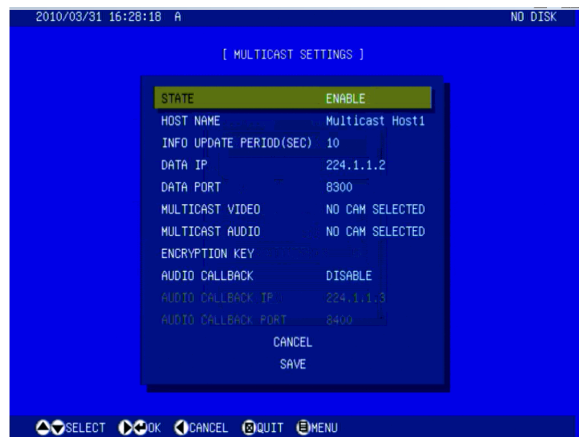 2010/03/31 16:28:18 A NO DISK
[ MULTICAST SETTINGS ]
STATE ENABLE
HOST NAME Multicast Host1
INFO UPDATE PERIOD(SEC) 10
DATA IP 224.1.1.2
DATA PORT 8300
MULTICAST VIDEO NO CAM SELECTED
MULTICAST AUDIO NO CAM SELECTED
ENCRYPTION KEY
AUDIO CALLBACK DISABLE
AUDIO CALLBACK IP 224.1.1.3
AUDIO CALLBACK PORT 8400
CANCEL
SAVE
SELECT OK CANCEL QUIT MENU